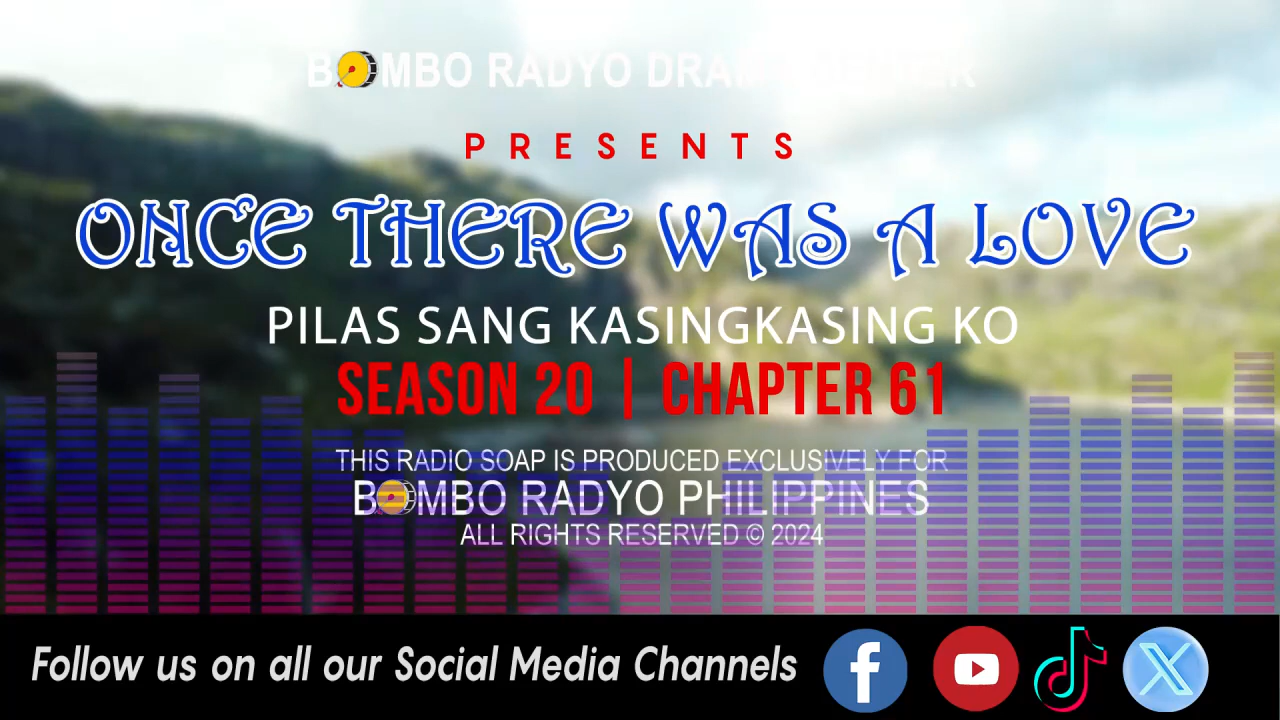 BOMBO RADYO DRAMA
PRESENTS
ONCE THERE WAS A LOVE
PILAS SANG KASINGKASING KO
SEASON 20 | CHAPTER 61
THIS RADIO SOAP IS PRODUCED EXCLUSIVELY FOR
BOMBO RADYO PHILIPPINES
ALL RIGHTS RESERVED © 2024
Follow us on all our Social Media Channels